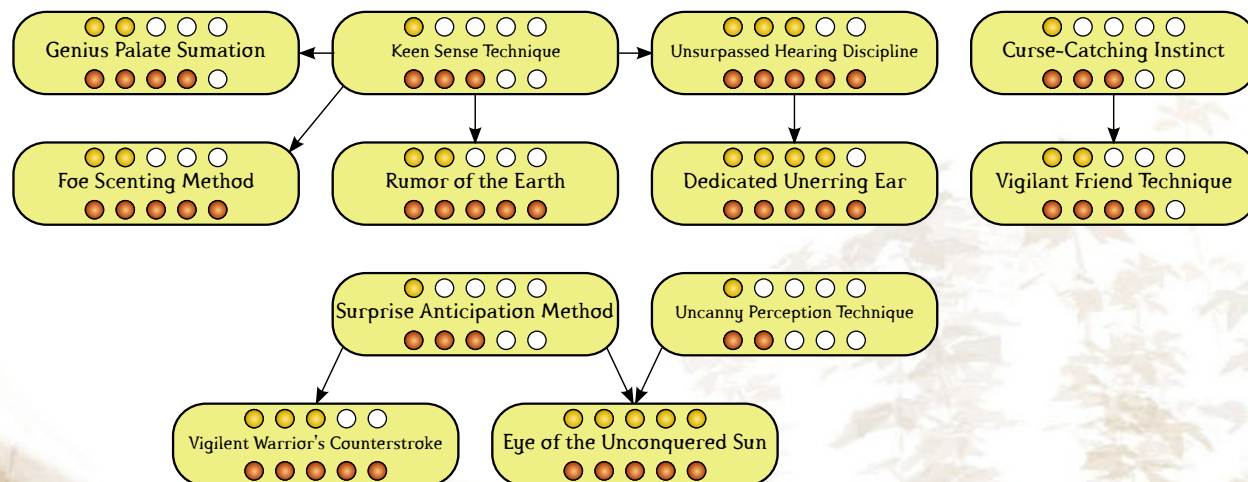 Genius Palate Sumation
Keen Sense Technique
Unsurpassed Hearing Discipline
Curse-Catching Instinct
Foe Scenting Method
Rumor of the Earth
Dedicated Unerring Ear
Vigilant Friend Technique
Surprise Anticipation Method
Uncanny Perception Technique
Vigilent Warrior's Counterstroke
Eye of the Unconquered Sun